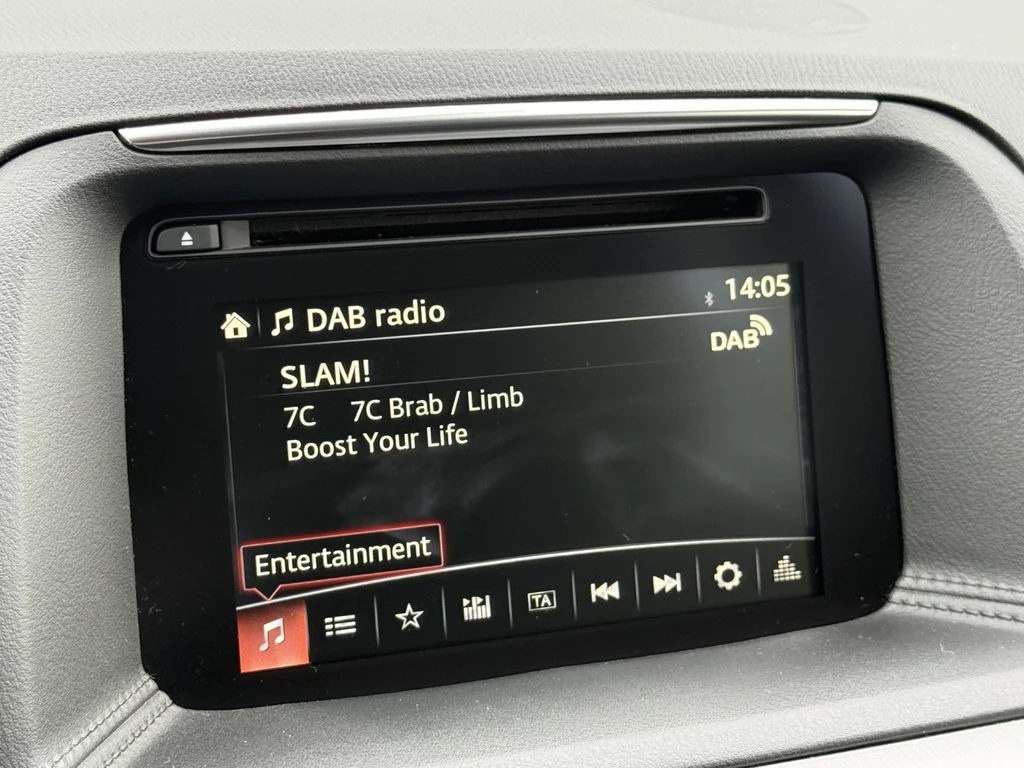 DAB radio
14:05
DAB
SLAM!
7C 7C Brab / Limb
Boost Your Life
Entertainment
TA